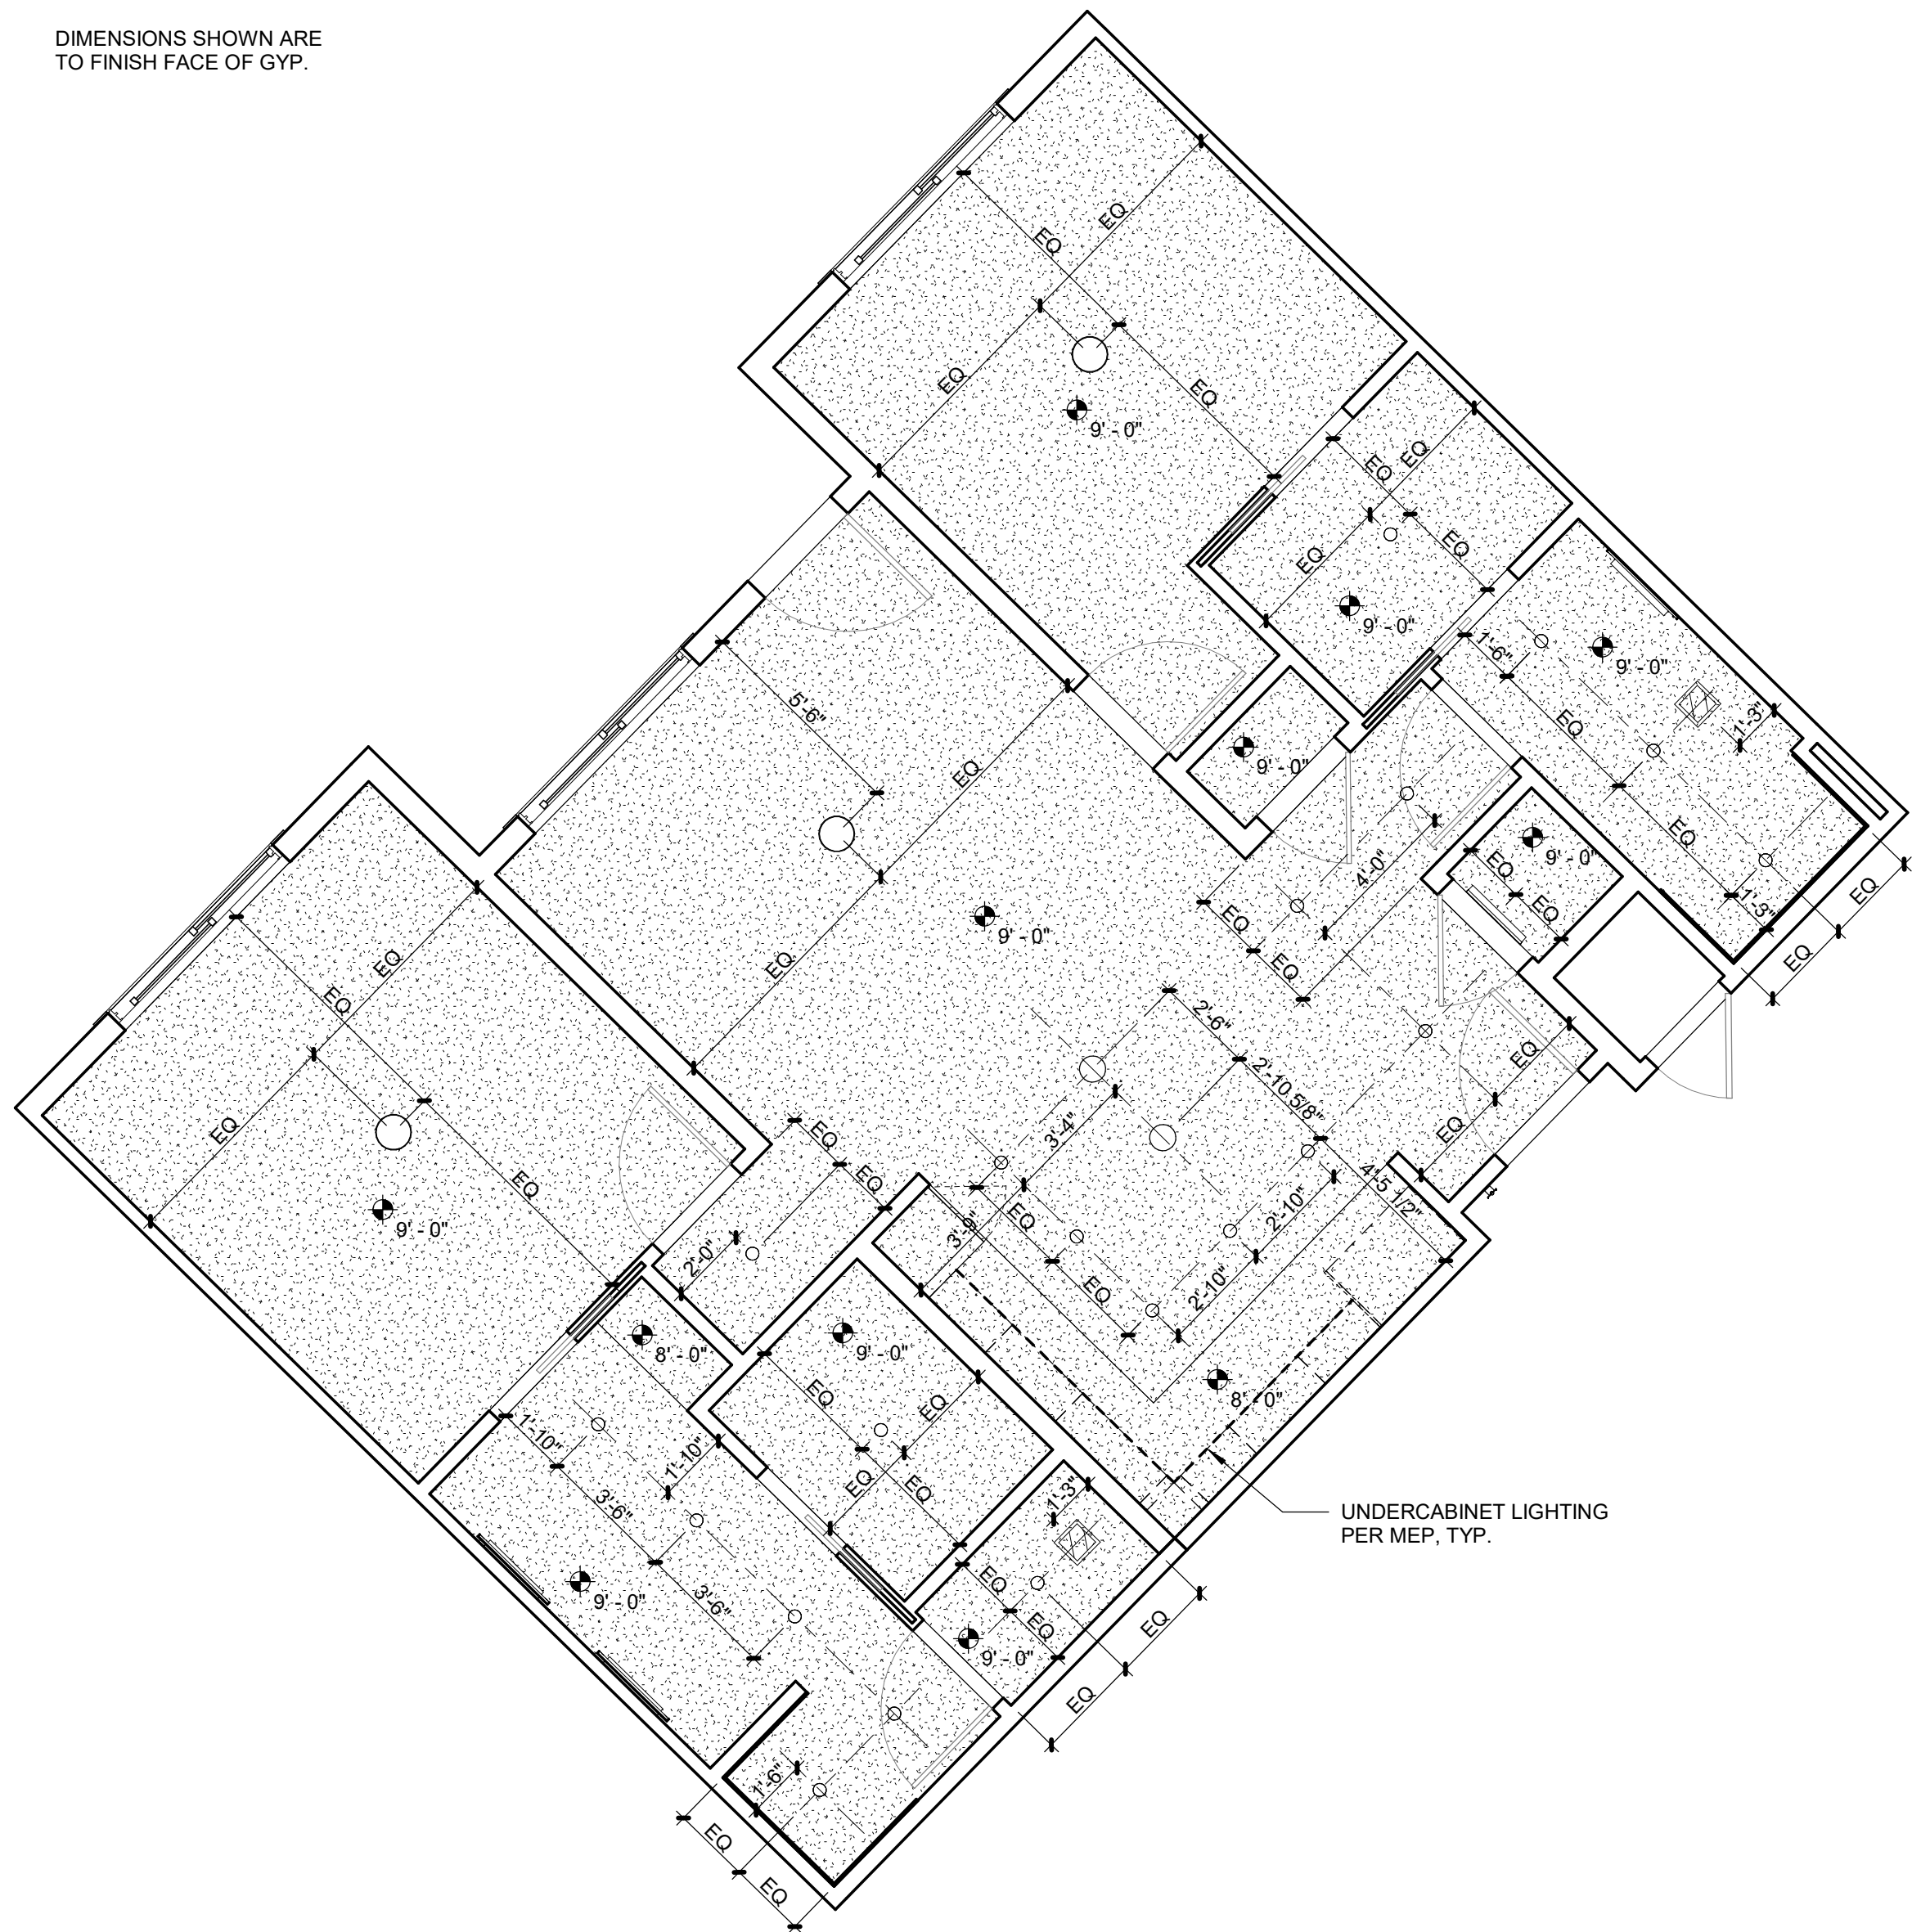 DIMENSIONS SHOWN ARE
TO FINISH FACE OF GYP.
EQ
EQ
EQ
EQ
9' - 0"
EQ
EQ
EQ
EQ
9' - 0"
1'-6"
9' - 0"
EQ
1'-3"
EQ
1'-3"
EQ
EQ
5'-6"
EQ
EQ
9' - 0"
9' - 0"
4'-0"
EQ
EQ
9' - 0"
EQ
EQ
EQ
EQ
2'-6"
2'-10 5/8"
4'-5 1/2"
3'-4"
3'-9"
EQ
EQ
2'-10"
2'-10"
8' - 0"
EQ
EQ
EQ
EQ
9' - 0"
EQ
EQ
2'-0"
8' - 0"
9' - 0"
EQ
EQ
EQ
EQ
1'-10"
1'-10"
3'-6"
3'-6"
9' - 0"
1'-3"
EQ
EQ
9' - 0"
EQ
EQ
1'-6"
EQ
EQ
UNDERCABINET LIGHTING
PER MEP, TYP.